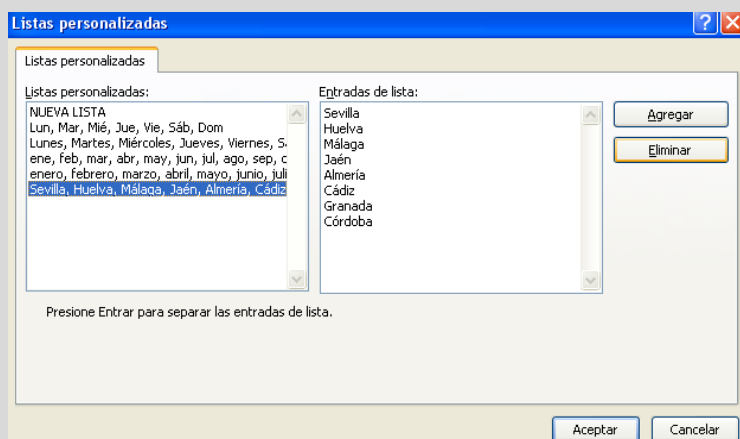 Listas personalizadas
Listas personalizadas
Listas personalizadas:
NUEVA LISTA
Lun, Mar, Mié, Jue, Vie, Sáb, Dom
Lunes, Martes, Miércoles, Jueves, Viernes, S
ene, feb, mar, abr, may, jun, jul, ago, sep, c
enero, febrero, marzo, abril, mayo, junio, juli
Sevilla, Huelva, Málaga, Jaén, Almería, Cádiz
Entradas de lista:
Sevilla
Huelva
Málaga
Jaén
Almería
Cádiz
Granada
Córdoba
Agregar
Eliminar
Presione Entrar para separar las entradas de lista.
Aceptar
Cancelar